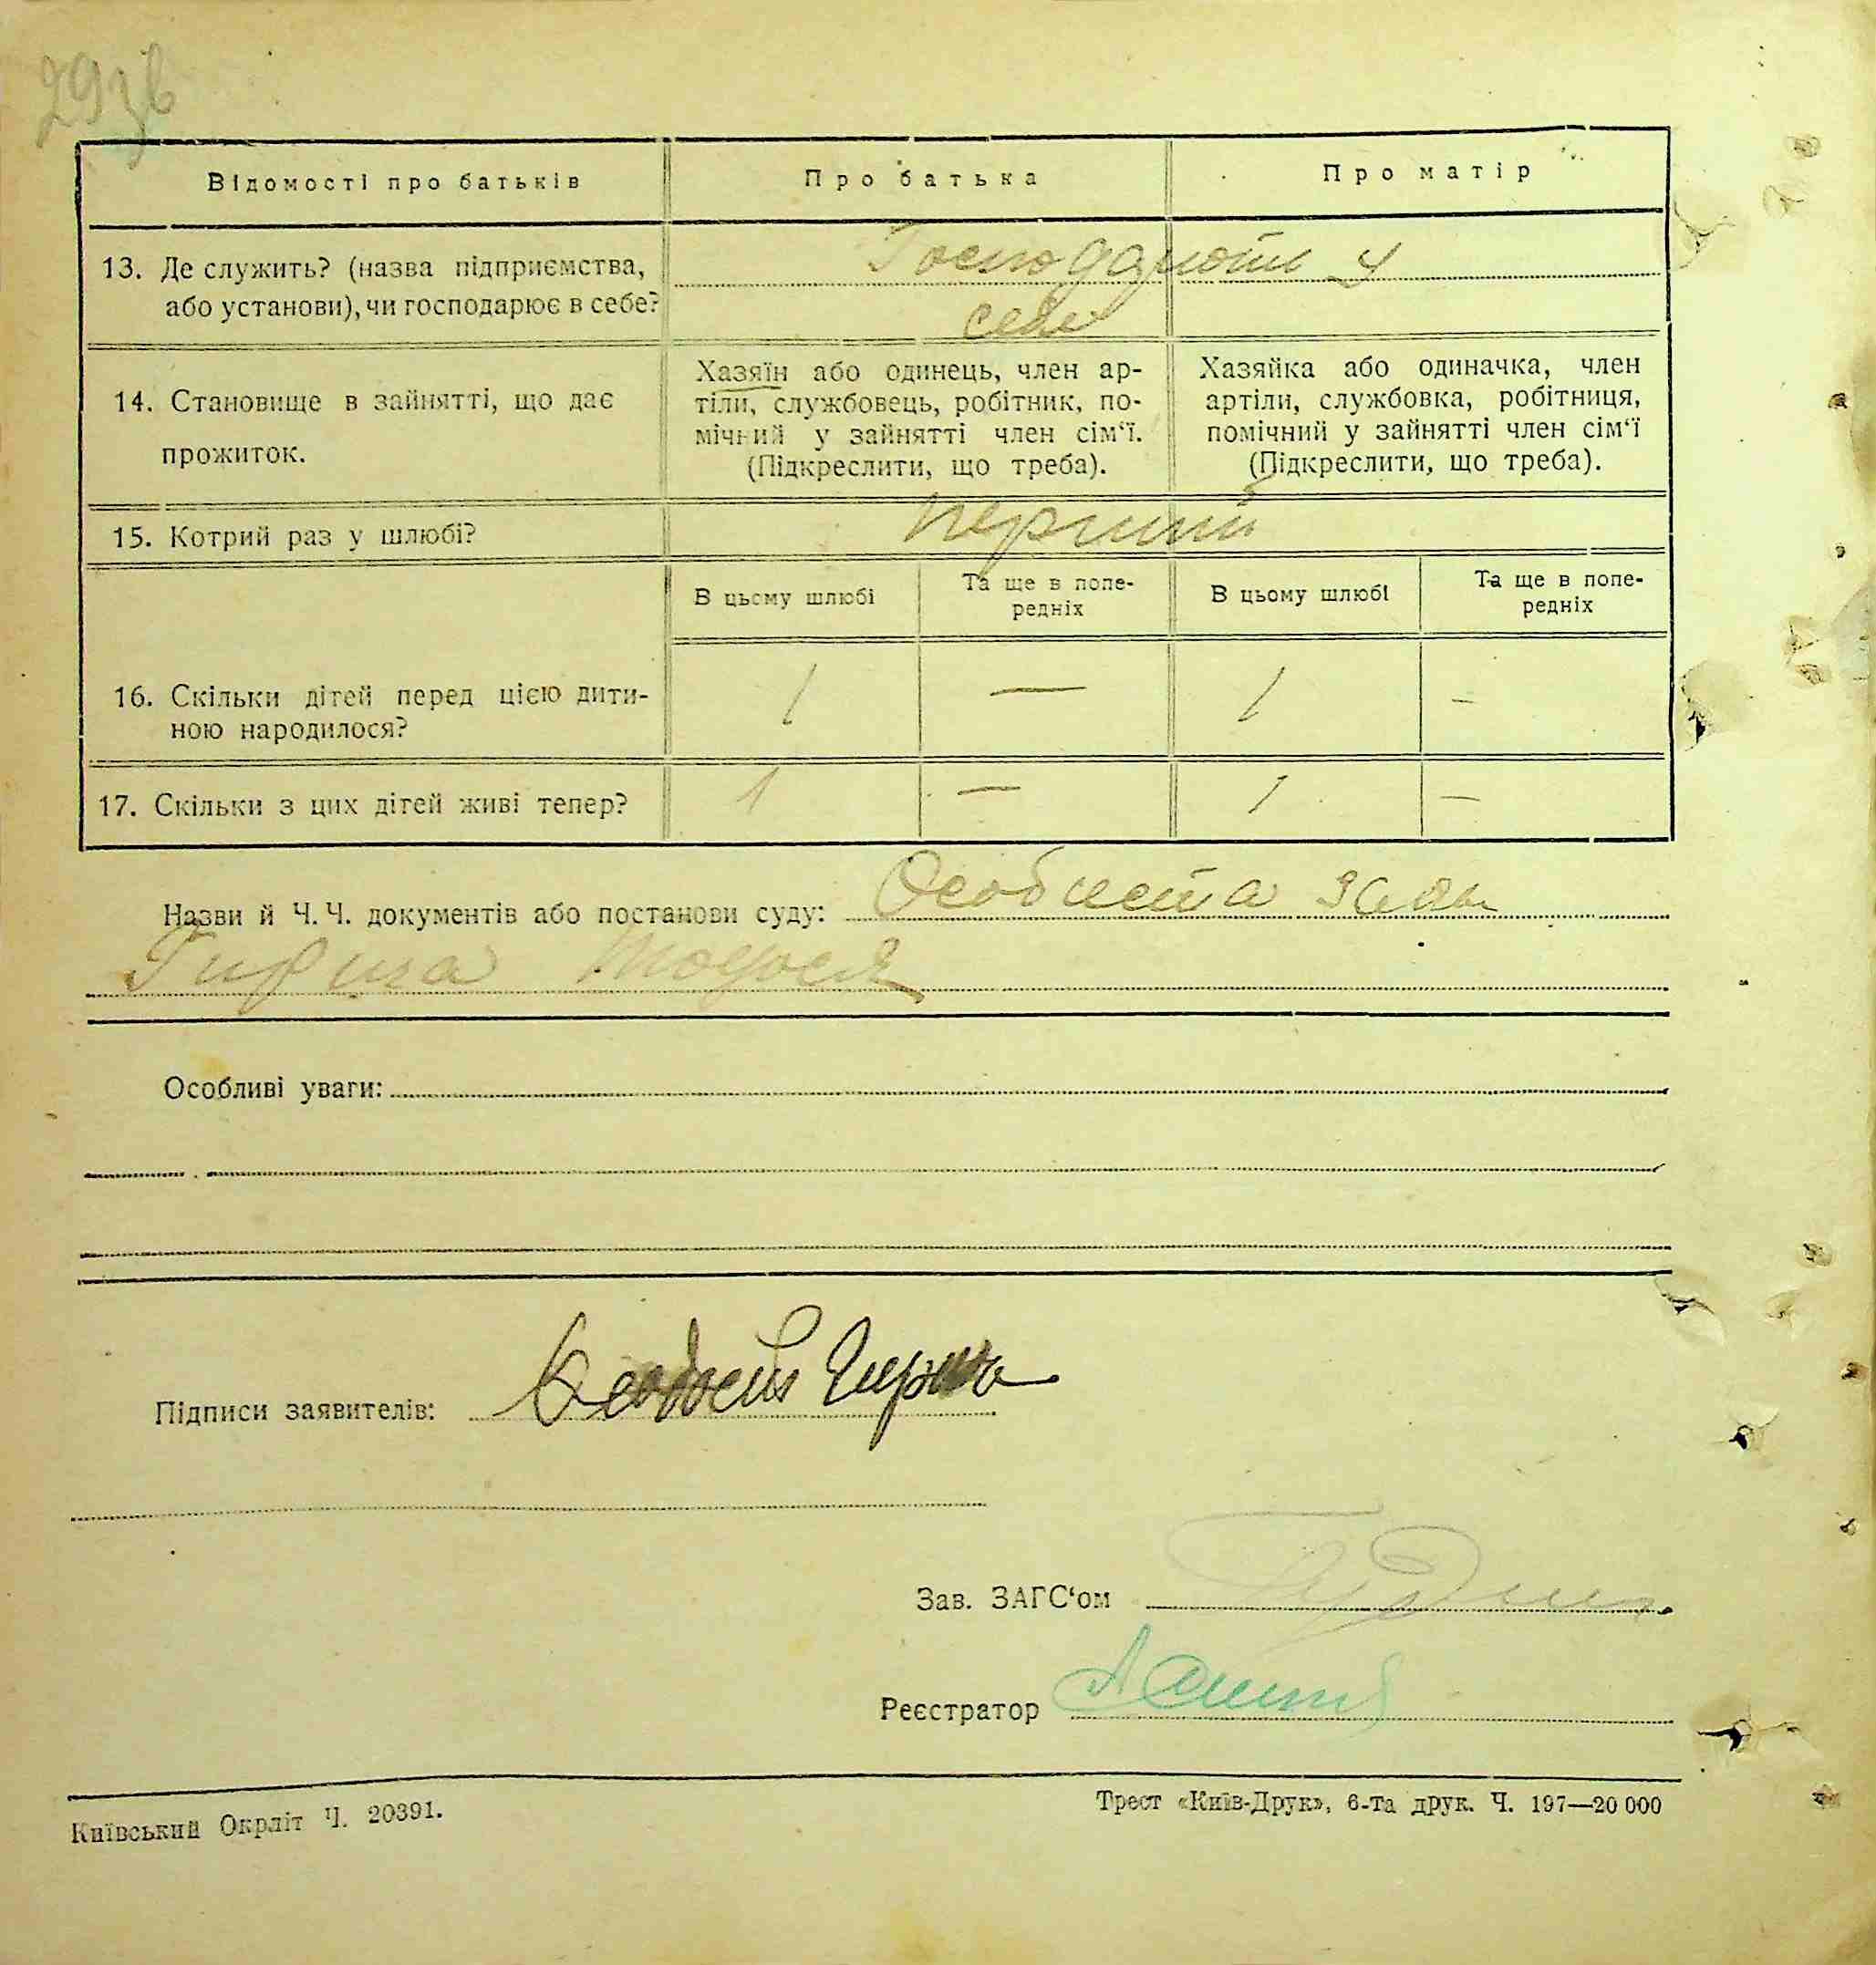 293в
Відомості про батьків
Про батька
Про матір
13. Де служить? (назва підприємства,
або установи), чи господарює в себе?
у
себе
14. Становище в зайнятті, що дає
прожиток.
Хазяїн або одинець, член ар-
тіли, службовець, робітник, по-
мічний у зайнятті член сім‘ї.
(Підкреслити, що треба).
Хазяйка або одиначка, член
артіли, службовка, робітниця,
помічний у зайнятті член сім‘ї
(Підкреслити, що треба).
15. Котрий раз у шлюбі?
перший
В цьому шлюбі
Та ще в попе-
редніх
В цьому шлюбі
Та ще в попе-
редніх
16. Скільки дітей перед цією дити-
ною народилося?
1 — 1 —
17. Скільки з цих дітей живі тепер?
1 — 1 —
Назви й Ч. Ч. документів або постанови суду: Особиста
Особливі уваги:
Підписи заявителів:
Зав. ЗАГС‘ом
Реєстратор
Київський Окрліт Ч. 20391.
Трест «Київ-Друк», 6-та друк. Ч. 197—20 000